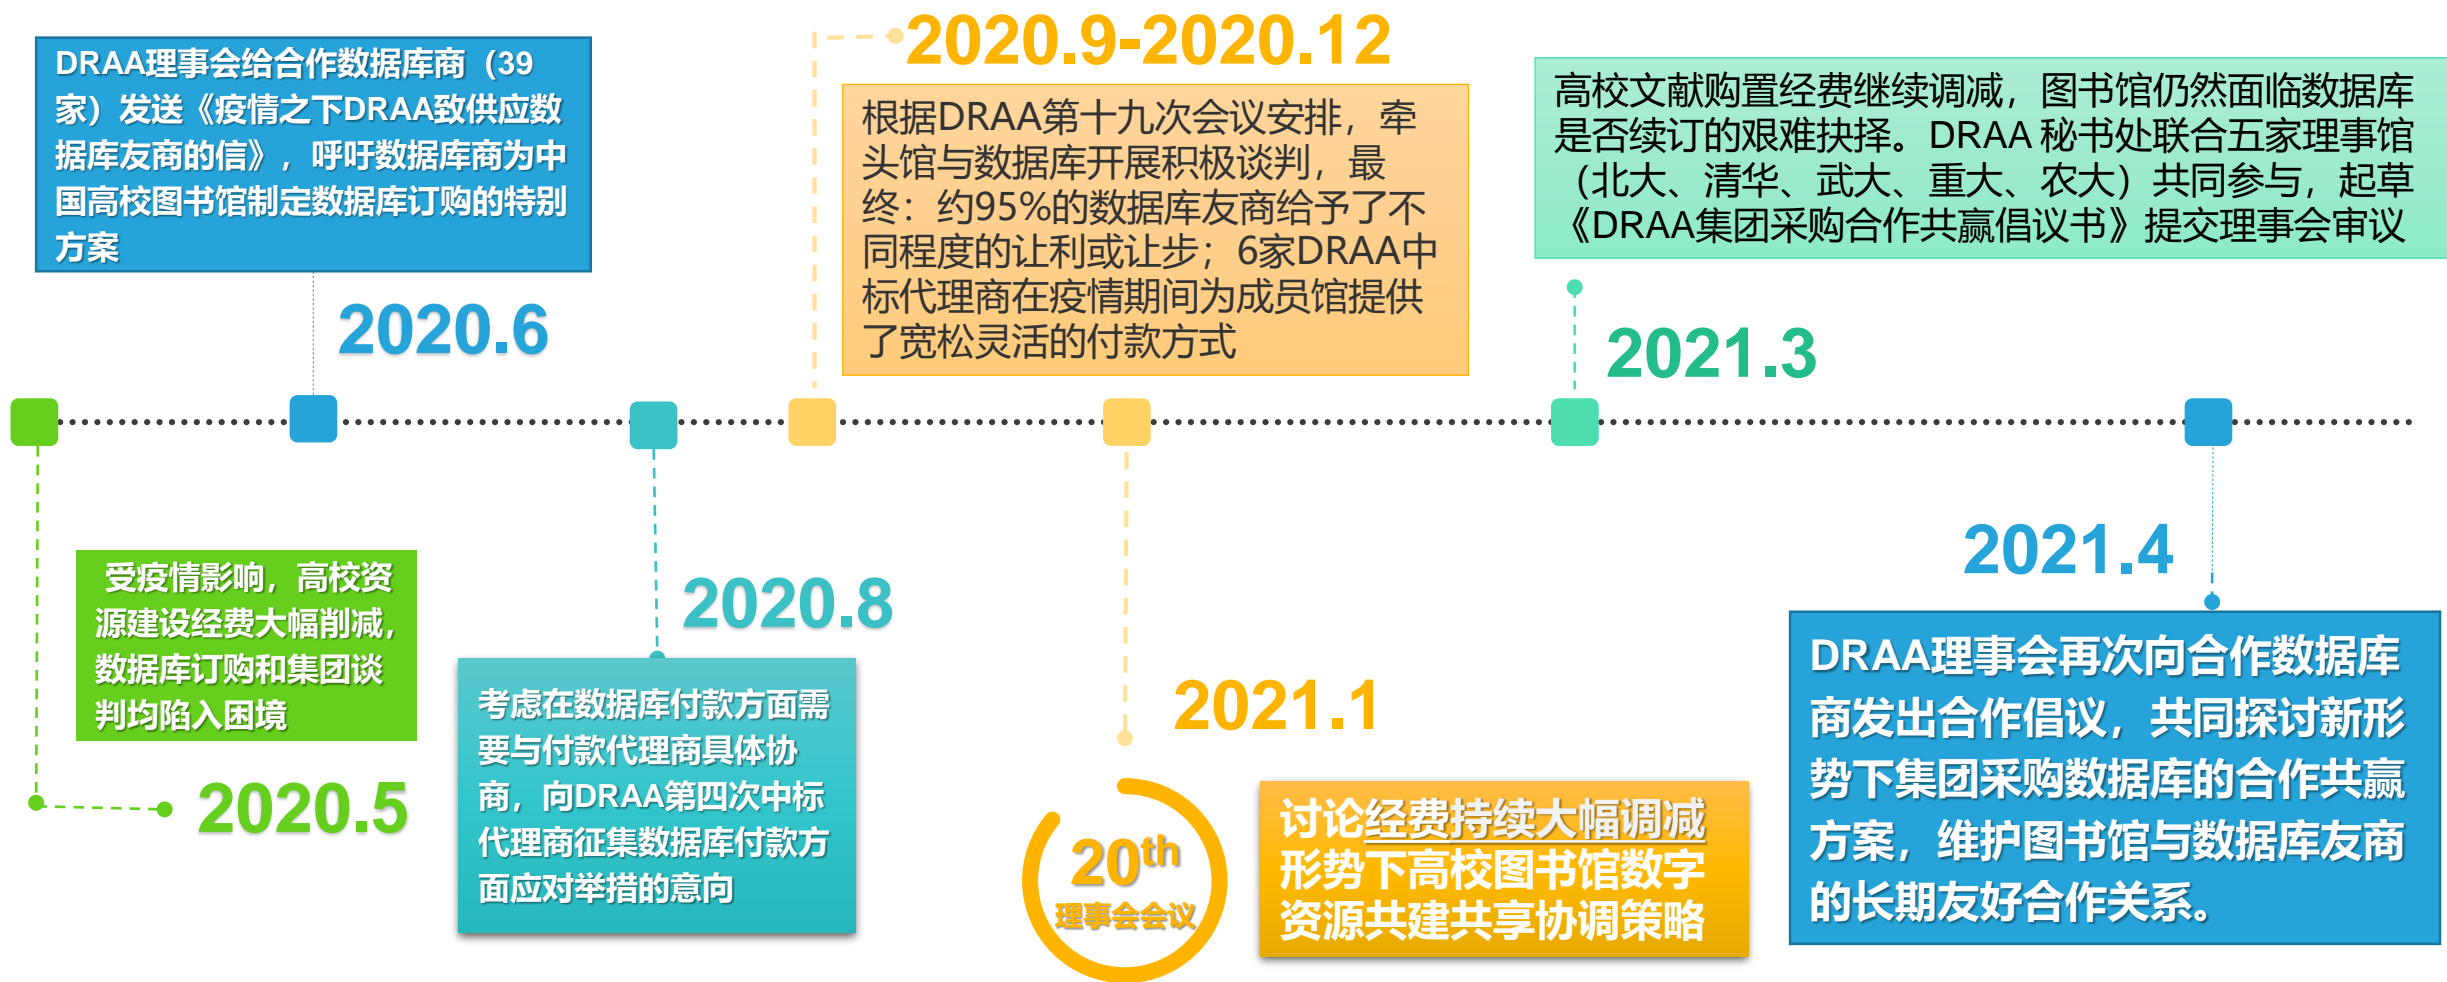 DRAA理事会给合作数据库商（39
家）发送《疫情之下DRAA致供应数
据库友商的信》，呼吁数据库商为中
国高校图书馆制定数据库订购的特别
方案
2020.6
2020.9-2020.12
根据DRAA第十九次会议安排，牵
头馆与数据库开展积极谈判，最
终：约95%的数据库友商给予了不
同程度的让利或让步；6家DRAA中
标代理商在疫情期间为成员馆提供
了宽松灵活的付款方式
高校文献购置经费继续调减，图书馆仍然面临数据库
是否续订的艰难抉择。DRAA 秘书处联合五家理事馆
（北大、清华、武大、重大、农大）共同参与，起草
《DRAA集团采购合作共赢倡议书》提交理事会审议
2021.3
受疫情影响，高校资
源建设经费大幅削减，
数据库订购和集团谈
判均陷入困境
2020.5
2020.8
考虑在数据库付款方面需
要与付款代理商具体协
商，向DRAA第四次中标
代理商征集数据库付款方
面应对举措的意向
2021.1
20th
理事会会议
讨论经费持续大幅调减
形势下高校图书馆数字
资源共建共享协调策略
2021.4
DRAA理事会再次向合作数据库
商发出合作倡议，共同探讨新形
势下集团采购数据库的合作共赢
方案，维护图书馆与数据库友商
的长期友好合作关系。